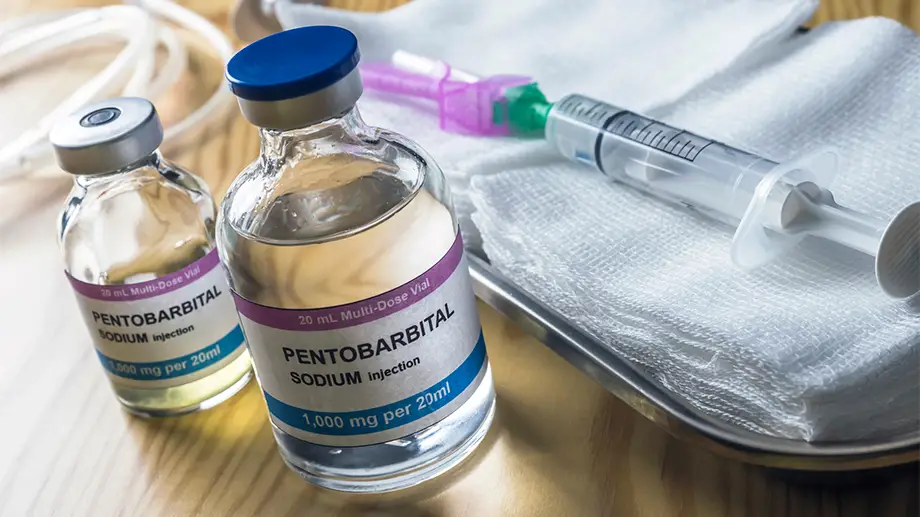 20 mL Multi-Dose Vial
PENTOBARBITAL
SODIUM injection
1,000 mg per 20ml
20 mL Multi-Dose Vial
PENTOBARBITAL
SODIUM injection
1,000 mg per 20ml